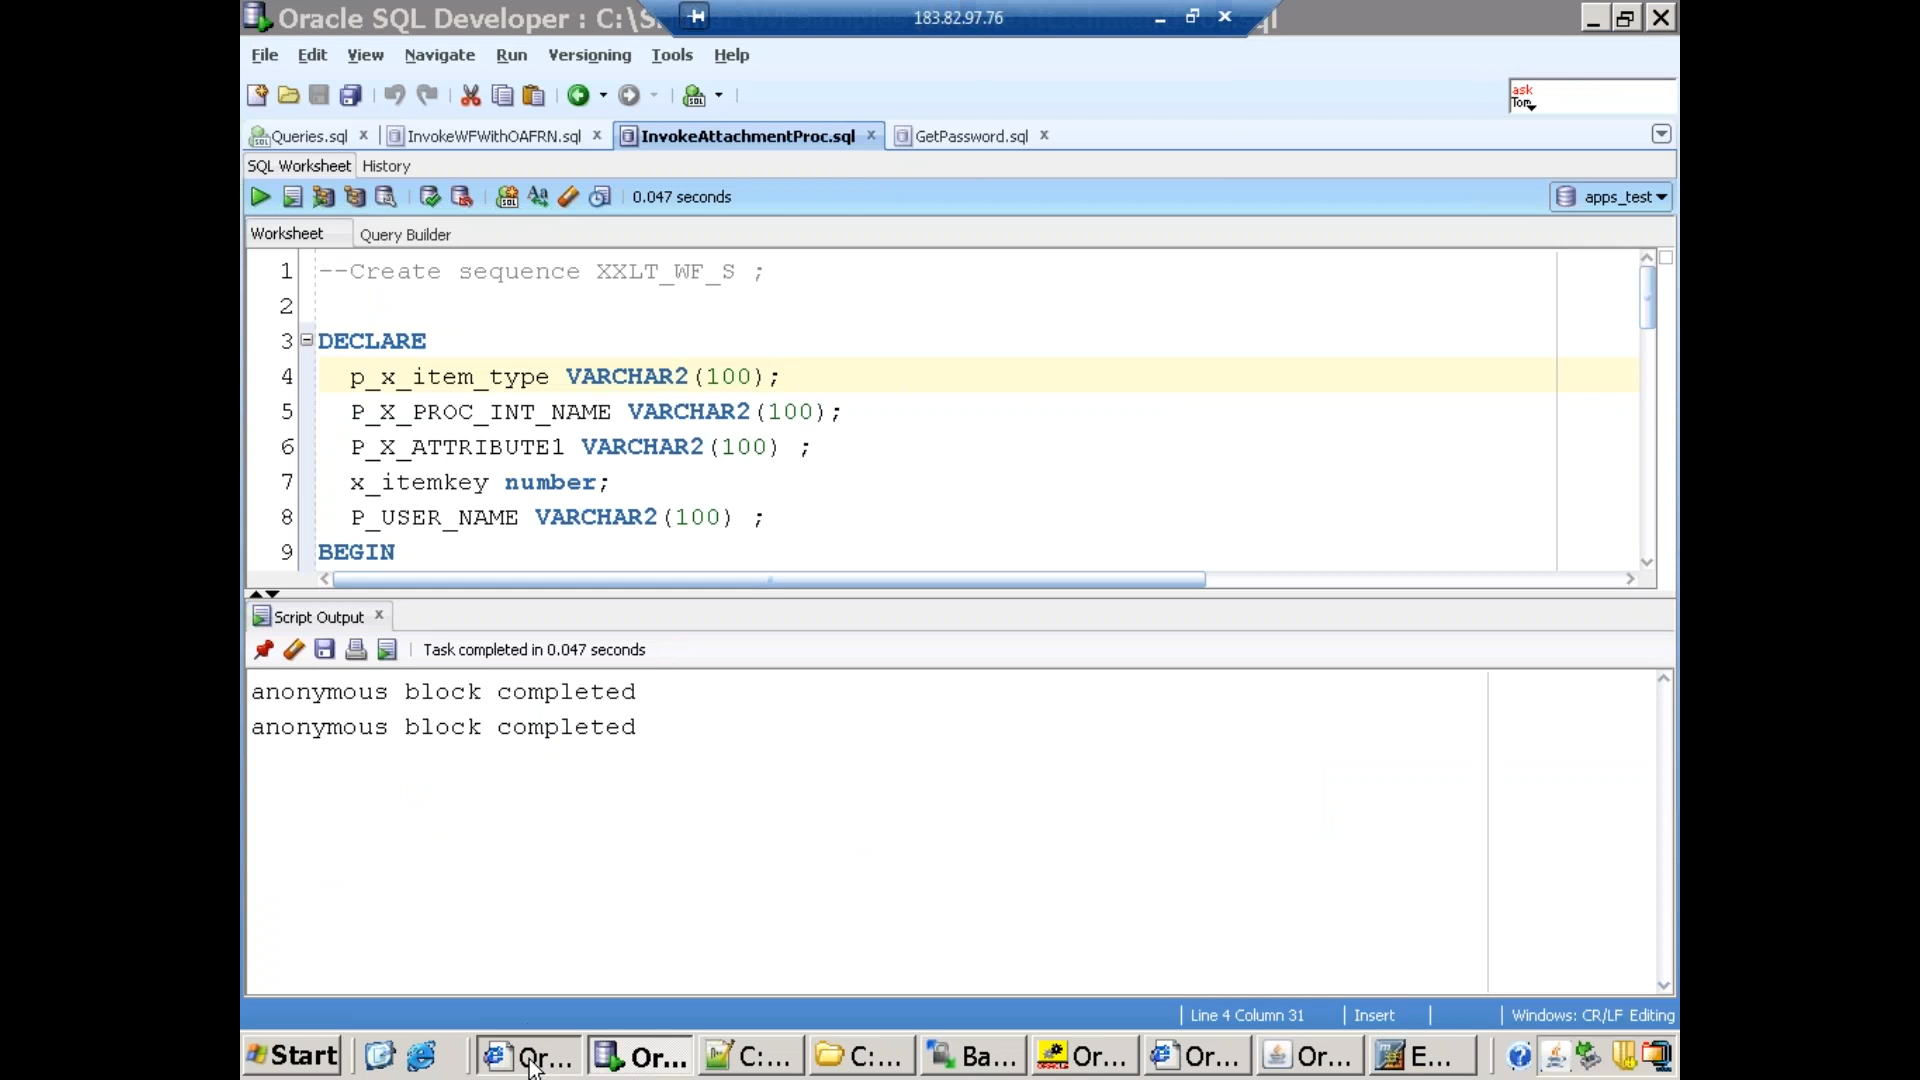 Oracle SQL Developer : C:\S
183.82.97.76
File Edit View Navigate Run Versioning Tools Help
ask
Tom
Queries.sql InvokeWFWithOAFRN.sql InvokeAttachmentProc.sql GetPassword.sql
SQL Worksheet History
0.047 seconds
apps_test
Worksheet Query Builder
1 --Create sequence XXLT_WF_S ;
2
3 DECLARE
4 p_x_item_type VARCHAR2(100);
5 P_X_PROC_INT_NAME VARCHAR2(100);
6 P_X_ATTRIBUTE1 VARCHAR2(100) ;
7 x_itemkey number;
8 P_USER_NAME VARCHAR2(100) ;
9 BEGIN
Script Output
Task completed in 0.047 seconds
anonymous block completed
anonymous block completed
Line 4 Column 31 Insert Windows: CR/LF Editing
Start Or... Or... C:... C:... Ba... Or... Or... Or... E...